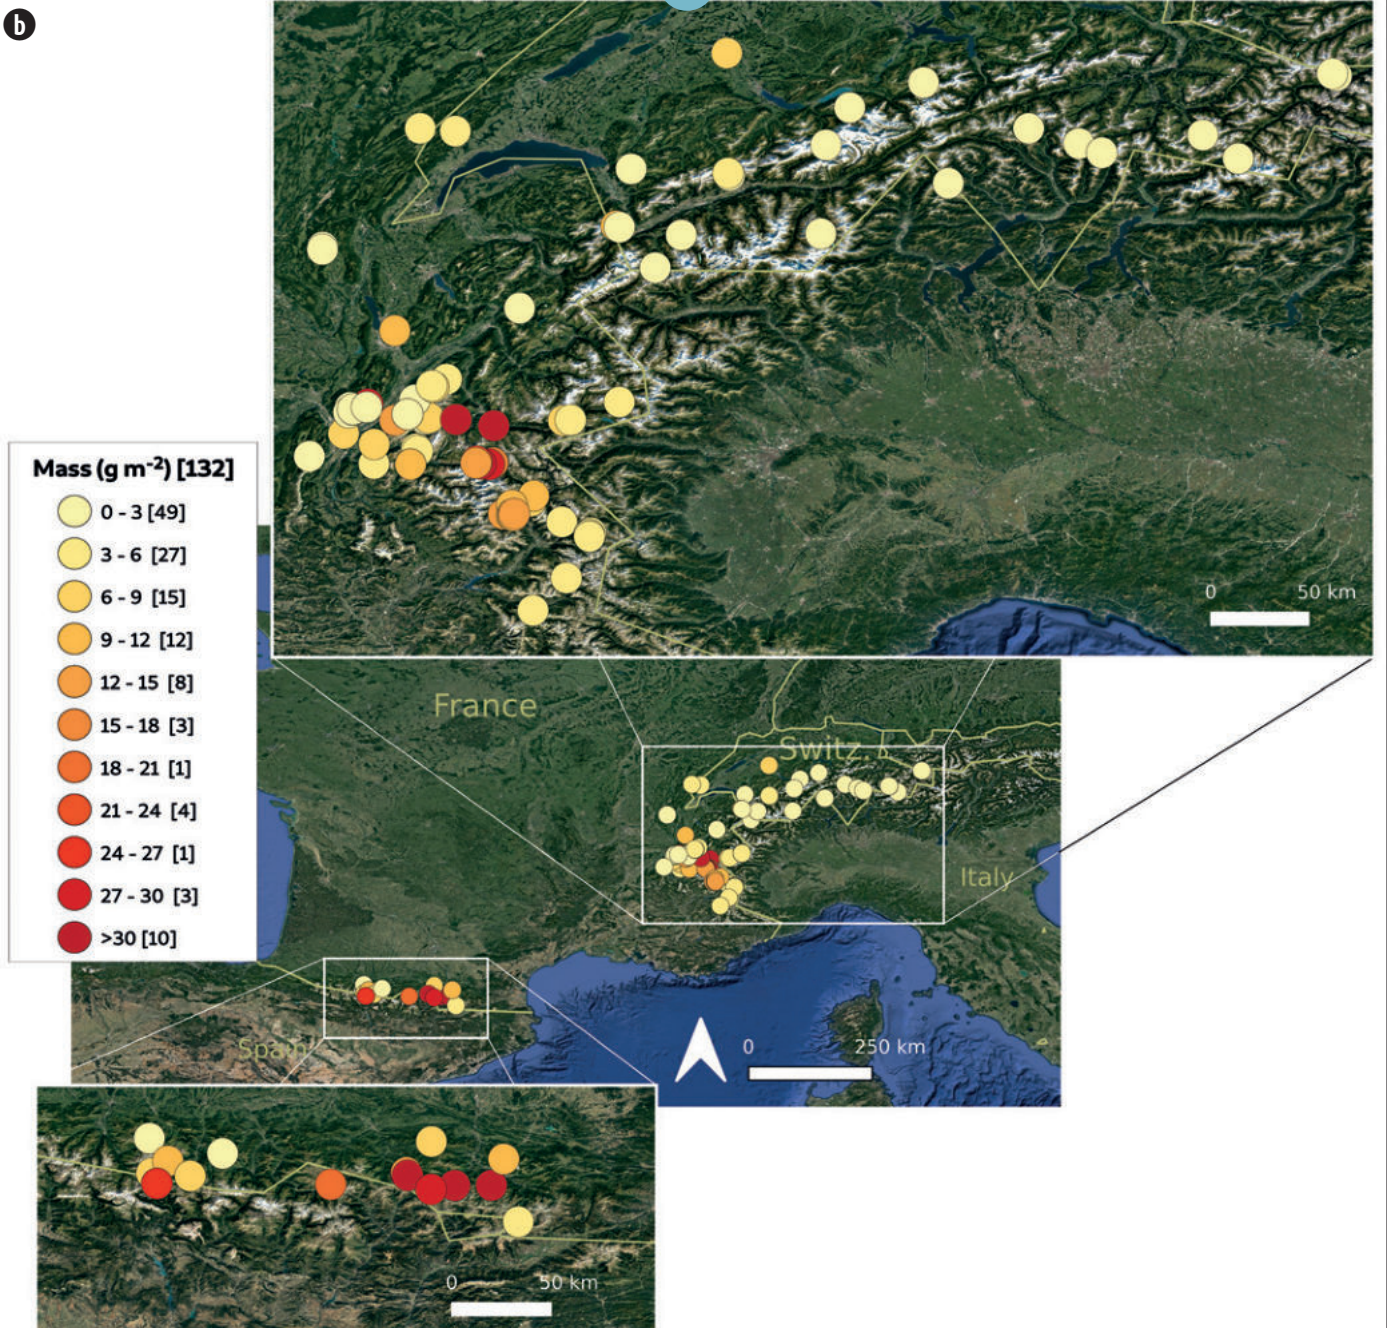 b
0 50 km
Mass (g m-2) [132]
0 - 3 [49]
3 - 6 [27]
6 - 9 [15]
9 - 12 [12]
12 - 15 [8]
15 - 18 [3]
18 - 21 [1]
21 - 24 [4]
24 - 27 [1]
27 - 30 [3]
>30 [10]
France
Switz.
Italy
Spain
0 250 km
0 50 km